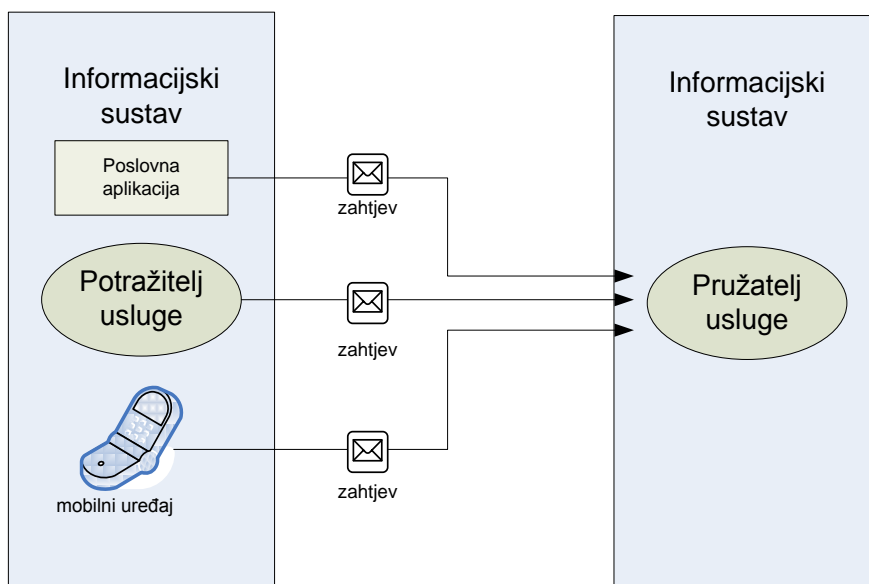 Informacijski
sustav
Poslovna
aplikacija
zahtjev
Potražitelj
usluge
zahtjev
mobilni uređaj
zahtjev
Informacijski
sustav
Pružatelj
usluge